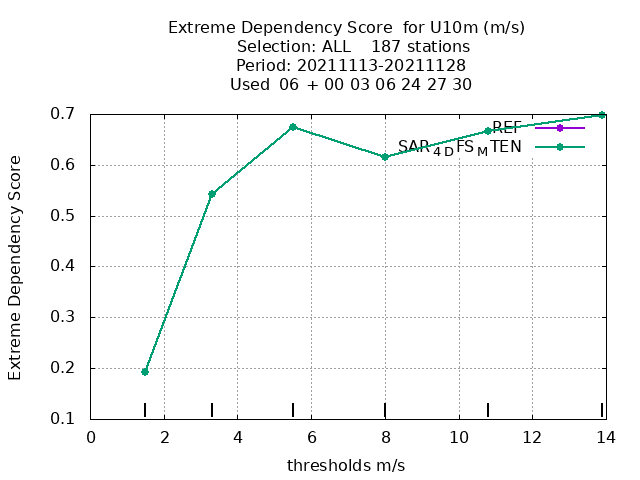 Extreme Dependency Score  for U10m (m/s)
Selection: ALL    187 stations
Period: 20211113-20211128
Used  06  + 00 03 06 24 27 30
Extreme Dependency Score
0.7
0.6
0.5
0.4
0.3
0.2
0.1
REF
SAR4DFSMTEN
0 2 4 6 8 10 12 14
thresholds m/s